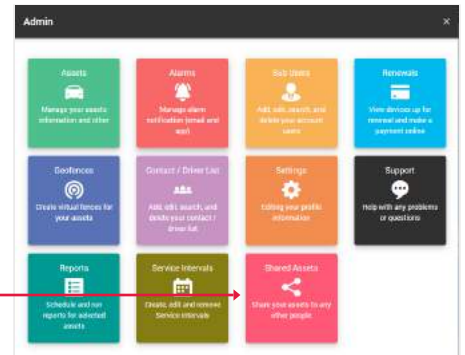 Admin
×
Assets
Manage your assets
information and other
Alarms
Manage alarm
notification (email and
app)
Sub Users
Add, edit, search, and
delete your account
users
Renewals
View devices up for
renewal and make a
payment online
Geofences
Create virtual fences for
your assets
Contact / Driver List
Add, edit, search, and
delete your contact /
driver list
Settings
Editing your profile
information
Support
Help with any problems
or questions
Reports
Schedule and run
reports for selected
assets
Service Intervals
Create, edit and remove
Service intervals
Shared Assets
Share your assets to any
other people